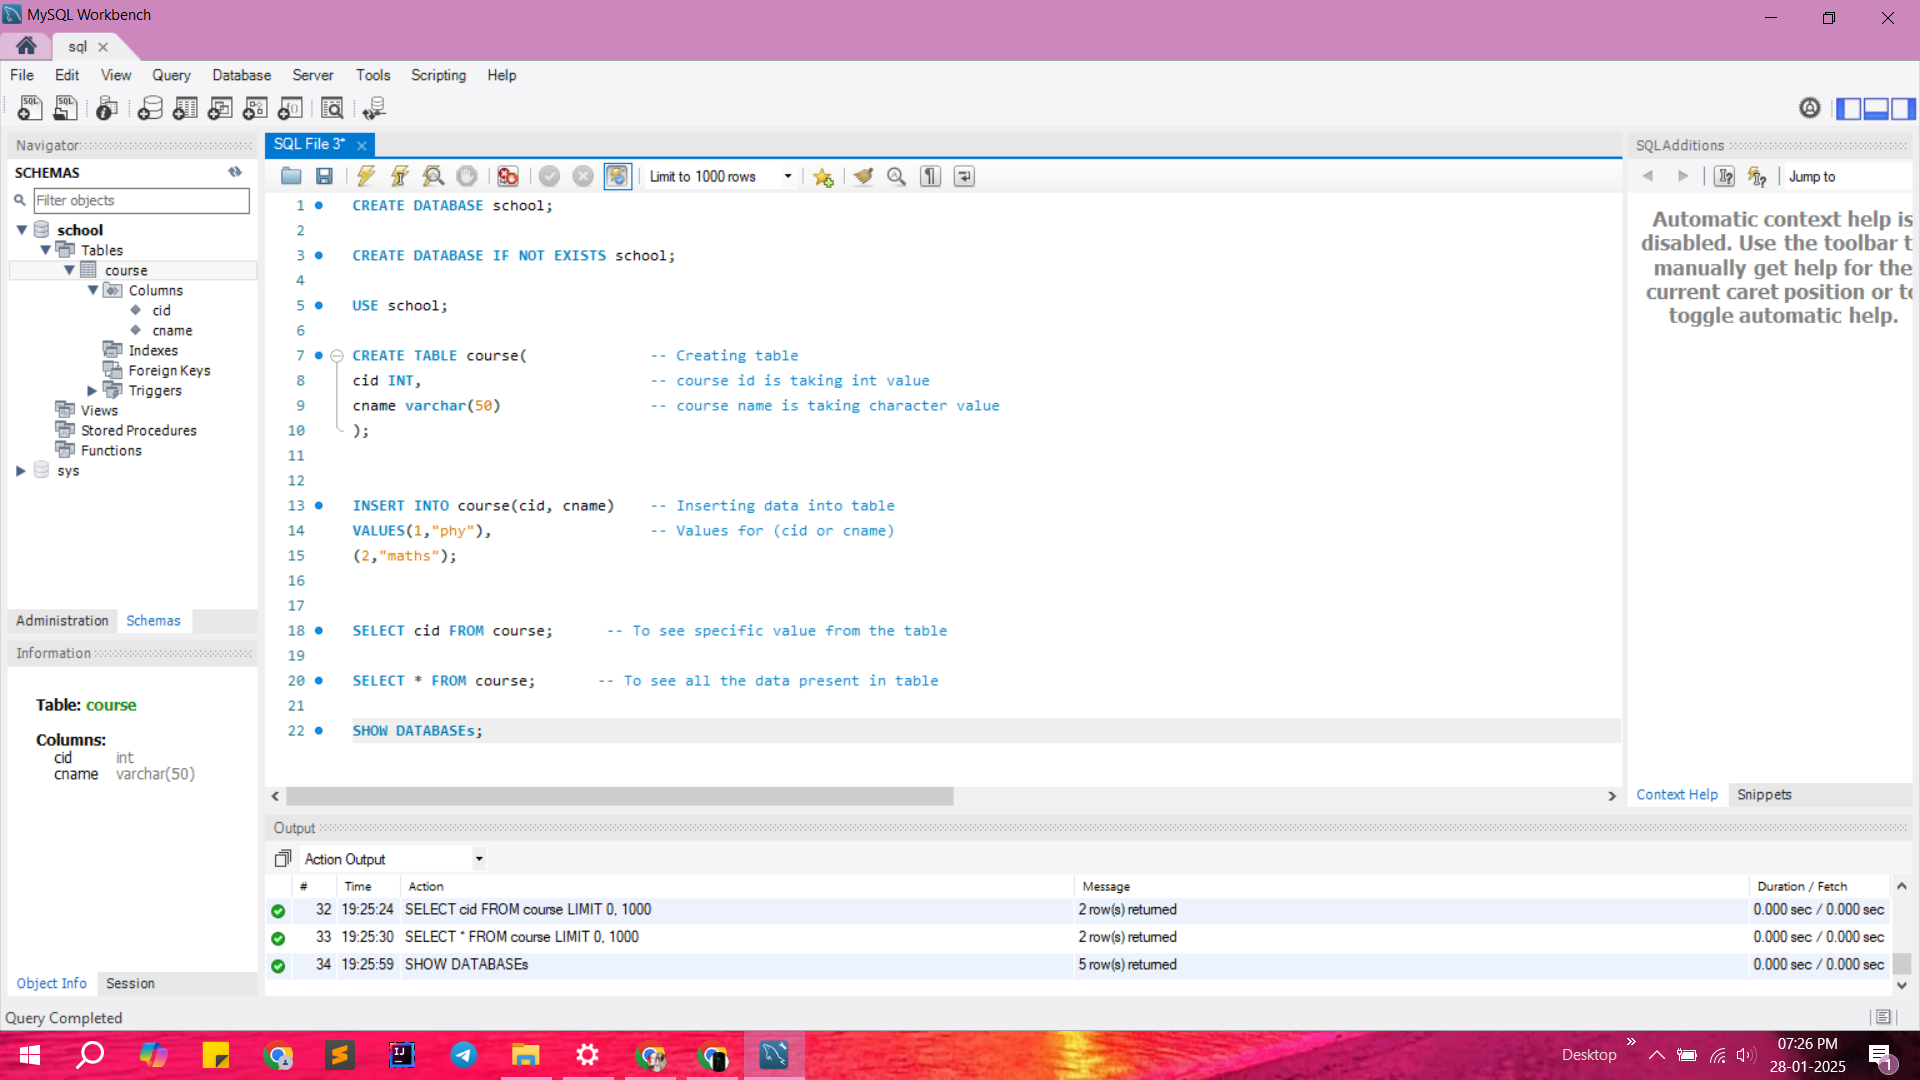 MySQL Workbench
sql
File Edit View Query Database Server Tools Scripting Help
Navigator
SCHEMAS
Filter objects
school
Tables
course
Columns
cid
cname
Indexes
Foreign Keys
Triggers
Views
Stored Procedures
Functions
sys
Administration Schemas
Information
Table: course
Columns:
cid int
cname varchar(50)
Object Info Session
SQL File 3*
Limit to 1000 rows
1 CREATE DATABASE school;
2
3 CREATE DATABASE IF NOT EXISTS school;
4
5 USE school;
6
7 CREATE TABLE course( -- Creating table
8 cid INT, -- course id is taking int value
9 cname varchar(50) -- course name is taking character value
10 );
11
12
13 INSERT INTO course(cid, cname) -- Inserting data into table
14 VALUES(1,"phy"), -- Values for (cid or cname)
15 (2,"maths");
16
17
18 SELECT cid FROM course; -- To see specific value from the table
19
20 SELECT * FROM course; -- To see all the data present in table
21
22 SHOW DATABASEs;
SQLAdditions
Jump to
Automatic context help is
disabled. Use the toolbar t
manually get help for the
current caret position or to
toggle automatic help.
Context Help Snippets
Output
Action Output
# Time Action Message Duration / Fetch
32 19:25:24 SELECT cid FROM course LIMIT 0, 1000 2 row(s) returned 0.000 sec / 0.000 sec
33 19:25:30 SELECT * FROM course LIMIT 0, 1000 2 row(s) returned 0.000 sec / 0.000 sec
34 19:25:59 SHOW DATABASEs 5 row(s) returned 0.000 sec / 0.000 sec
Query Completed
Desktop
07:26 PM
28-01-2025
1